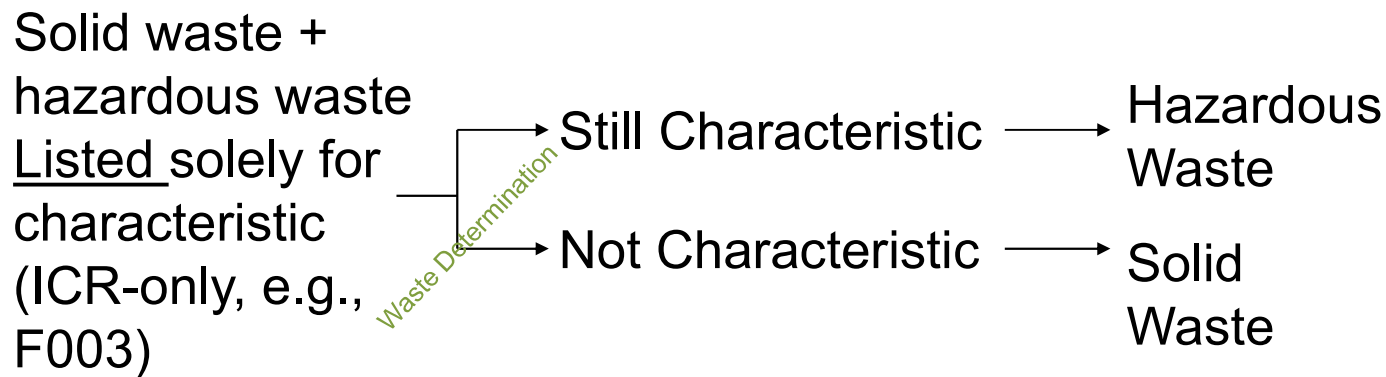 Solid waste +
hazardous waste
Listed solely for
characteristic
(ICR-only, e.g.,
F003)
Waste Determination
Still Characteristic
Not Characteristic
Hazardous
Waste
Solid
Waste